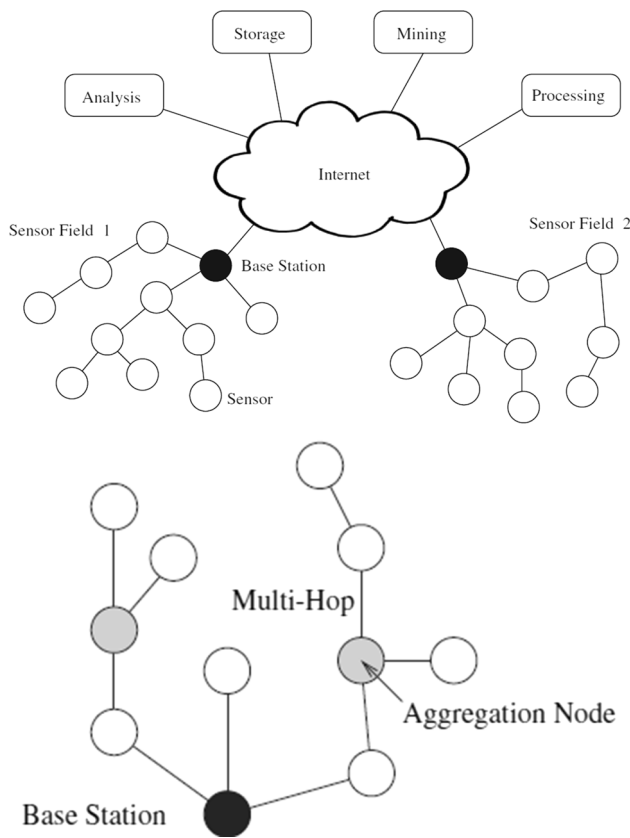 Storage
Mining
Analysis
Processing
Internet
Sensor Field 1
Sensor Field 2
Base Station
Sensor
Multi-Hop
Aggregation Node
Base Station